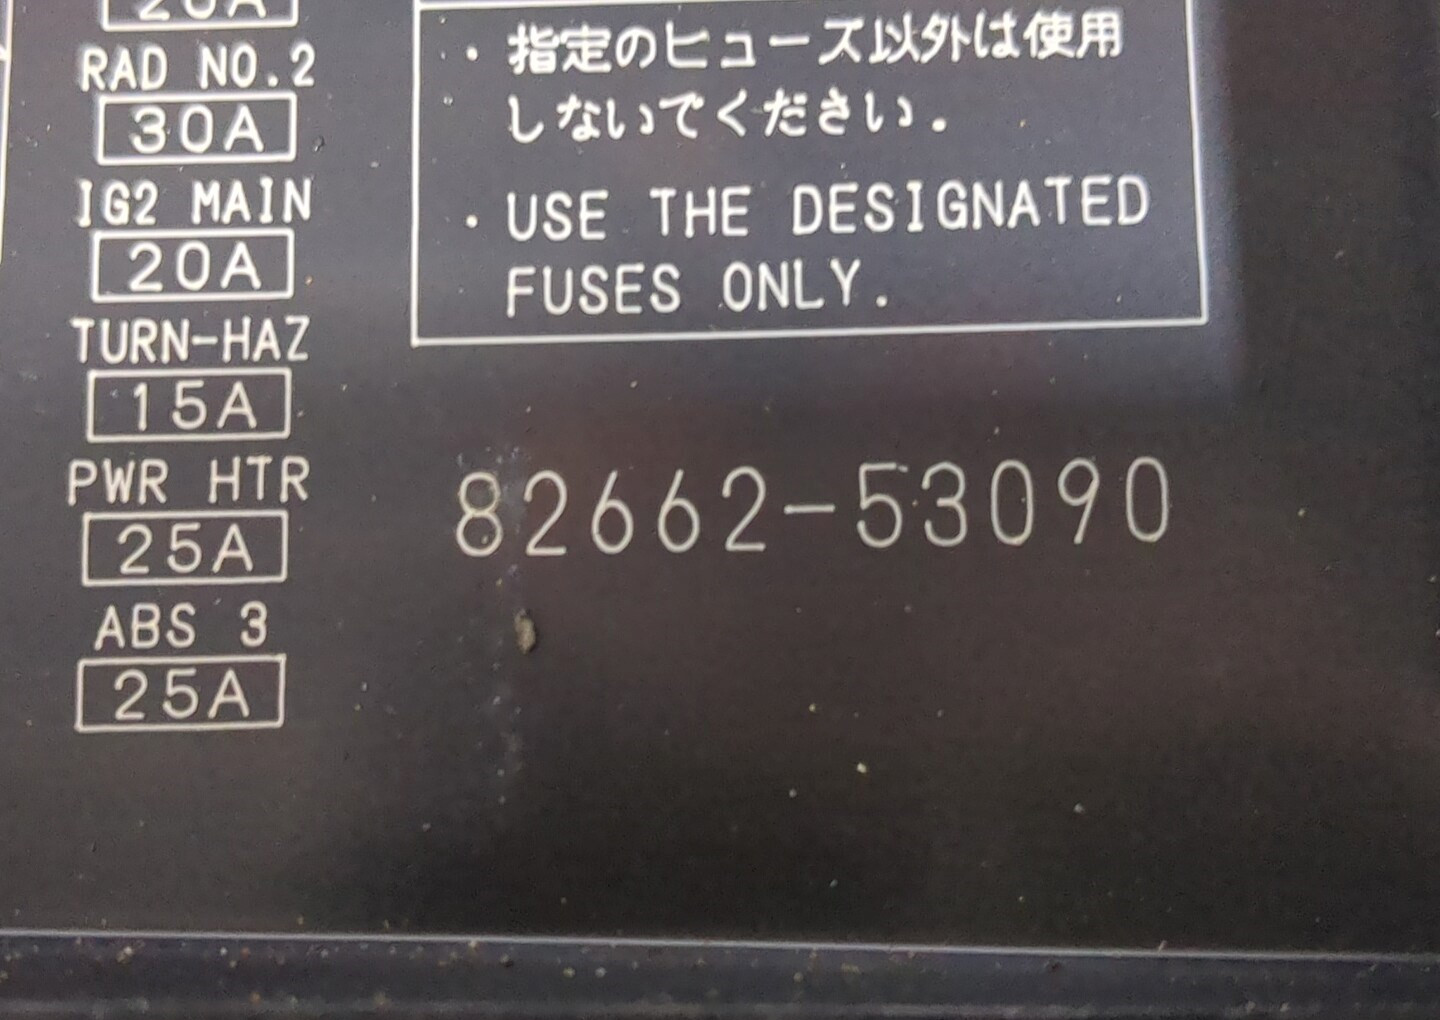 20A
RAD NO.2
30A
IG2 MAIN
20A
TURN-HAZ
15A
PWR HTR
25A
ABS 3
25A
・指定のヒューズ以外は使用
しないでください.
・USE THE DESIGNATED
FUSES ONLY.
82662-53090